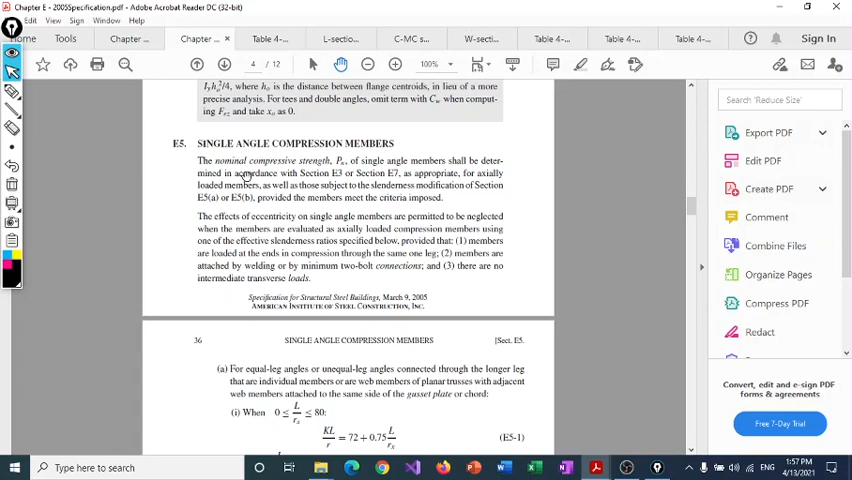 Chapter E - 2005Specification.pdf - Adobe Acrobat Reader DC (32-bit)
Edit View Sign Window Help
Home Tools Chapter ... Chapter ... × Table 4-... L-sectio... C-MC s... W-sectio... Table 4-... Table 4-... Table 4-... Sign In
4 / 12 100%
I_y h_o²/4, where h_o is the distance between flange centroids, in lieu of a more
precise analysis. For tees and double angles, omit term with C_w when comput-
ing F_ez and take x_o as 0.
E5. SINGLE ANGLE COMPRESSION MEMBERS
The nominal compressive strength, P_n, of single angle members shall be deter-
mined in accordance with Section E3 or Section E7, as appropriate, for axially
loaded members, as well as those subject to the slenderness modification of Section
E5(a) or E5(b), provided the members meet the criteria imposed.
The effects of eccentricity on single angle members are permitted to be neglected
when the members are evaluated as axially loaded compression members using
one of the effective slenderness ratios specified below, provided that: (1) members
are loaded at the ends in compression through the same one leg; (2) members are
attached by welding or by minimum two-bolt connections; and (3) there are no
intermediate transverse loads.
Specification for Structural Steel Buildings, March 9, 2005
AMERICAN INSTITUTE OF STEEL CONSTRUCTION, INC.
36 SINGLE ANGLE COMPRESSION MEMBERS [Sect. E5.
(a) For equal-leg angles or unequal-leg angles connected through the longer leg
that are individual members or are web members of planar trusses with adjacent
web members attached to the same side of the gusset plate or chord:
(i) When 0 ≤ L/r_x ≤ 80:
KL/r = 72 + 0.75 L/r_x (E5-1)
Search 'Reduce Size'
Export PDF
Edit PDF
Create PDF
Comment
Combine Files
Organize Pages
Compress PDF
Redact
Convert, edit and e-sign PDF
forms & agreements
Free 7-Day Trial
Type here to search
ENG
1:57 PM
4/13/2021